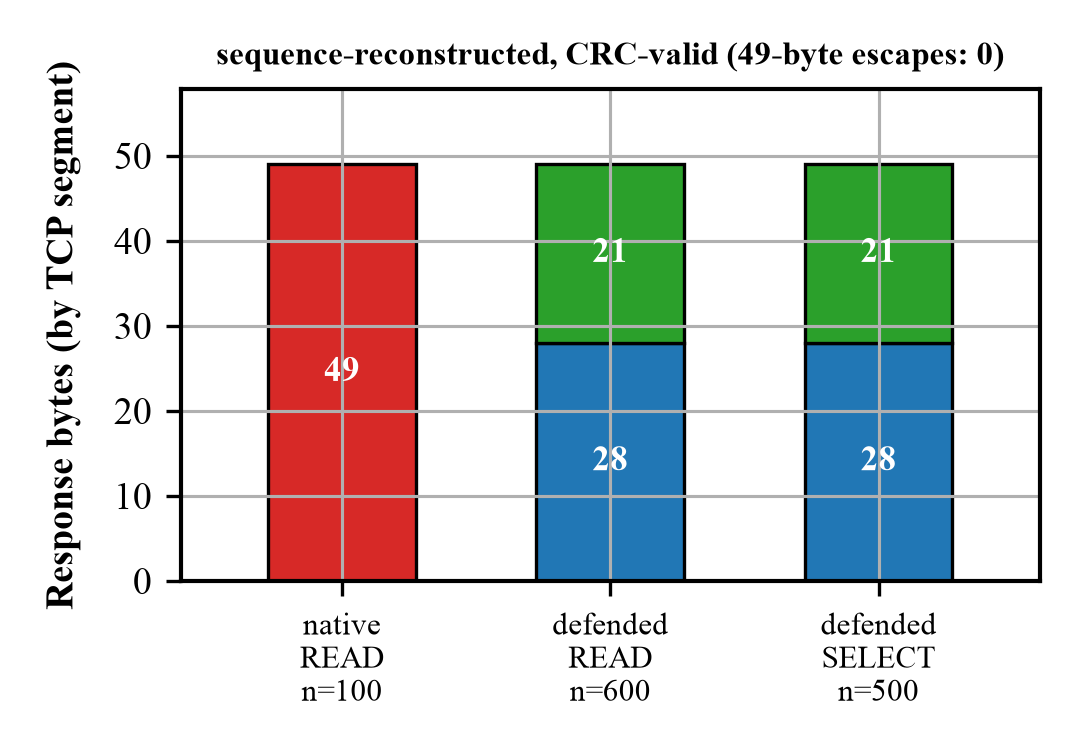 sequence-reconstructed, CRC-valid (49-byte escapes: 0)
Response bytes (by TCP segment)
50
40
30
20
10
0
49
21
28
21
28
native
READ
n=100
defended
READ
n=600
defended
SELECT
n=500